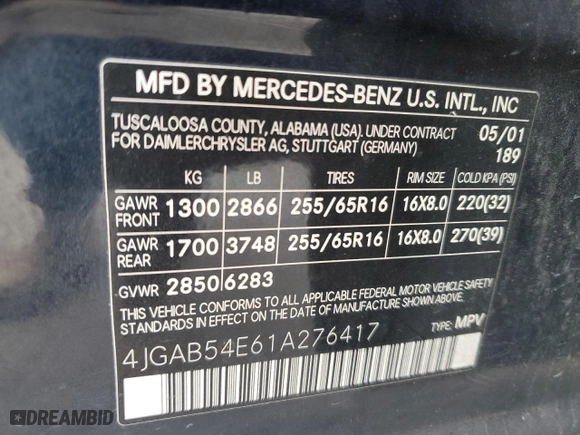 MFD BY MERCEDES-BENZ U.S. INTL., INC
TUSCALOOSA COUNTY, ALABAMA (USA). UNDER CONTRACT 05/01
FOR DAIMLERCHRYSLER AG, STUTTGART (GERMANY) 189
KG LB TIRES RIM SIZE COLD KPA (PSI)
GAWR FRONT 1300 2866 255/65R16 16X8.0 220(32)
GAWR REAR 1700 3748 255/65R16 16X8.0 270(39)
GVWR 2850 6283
THIS VEHICLE CONFORMS TO ALL APPLICABLE FEDERAL MOTOR VEHICLE SAFETY
STANDARDS IN EFFECT ON THE DATE OF MANUFACTURE SHOWN ABOVE.
4JGAB54E61A276417 TYPE: MPV
DREAMBID